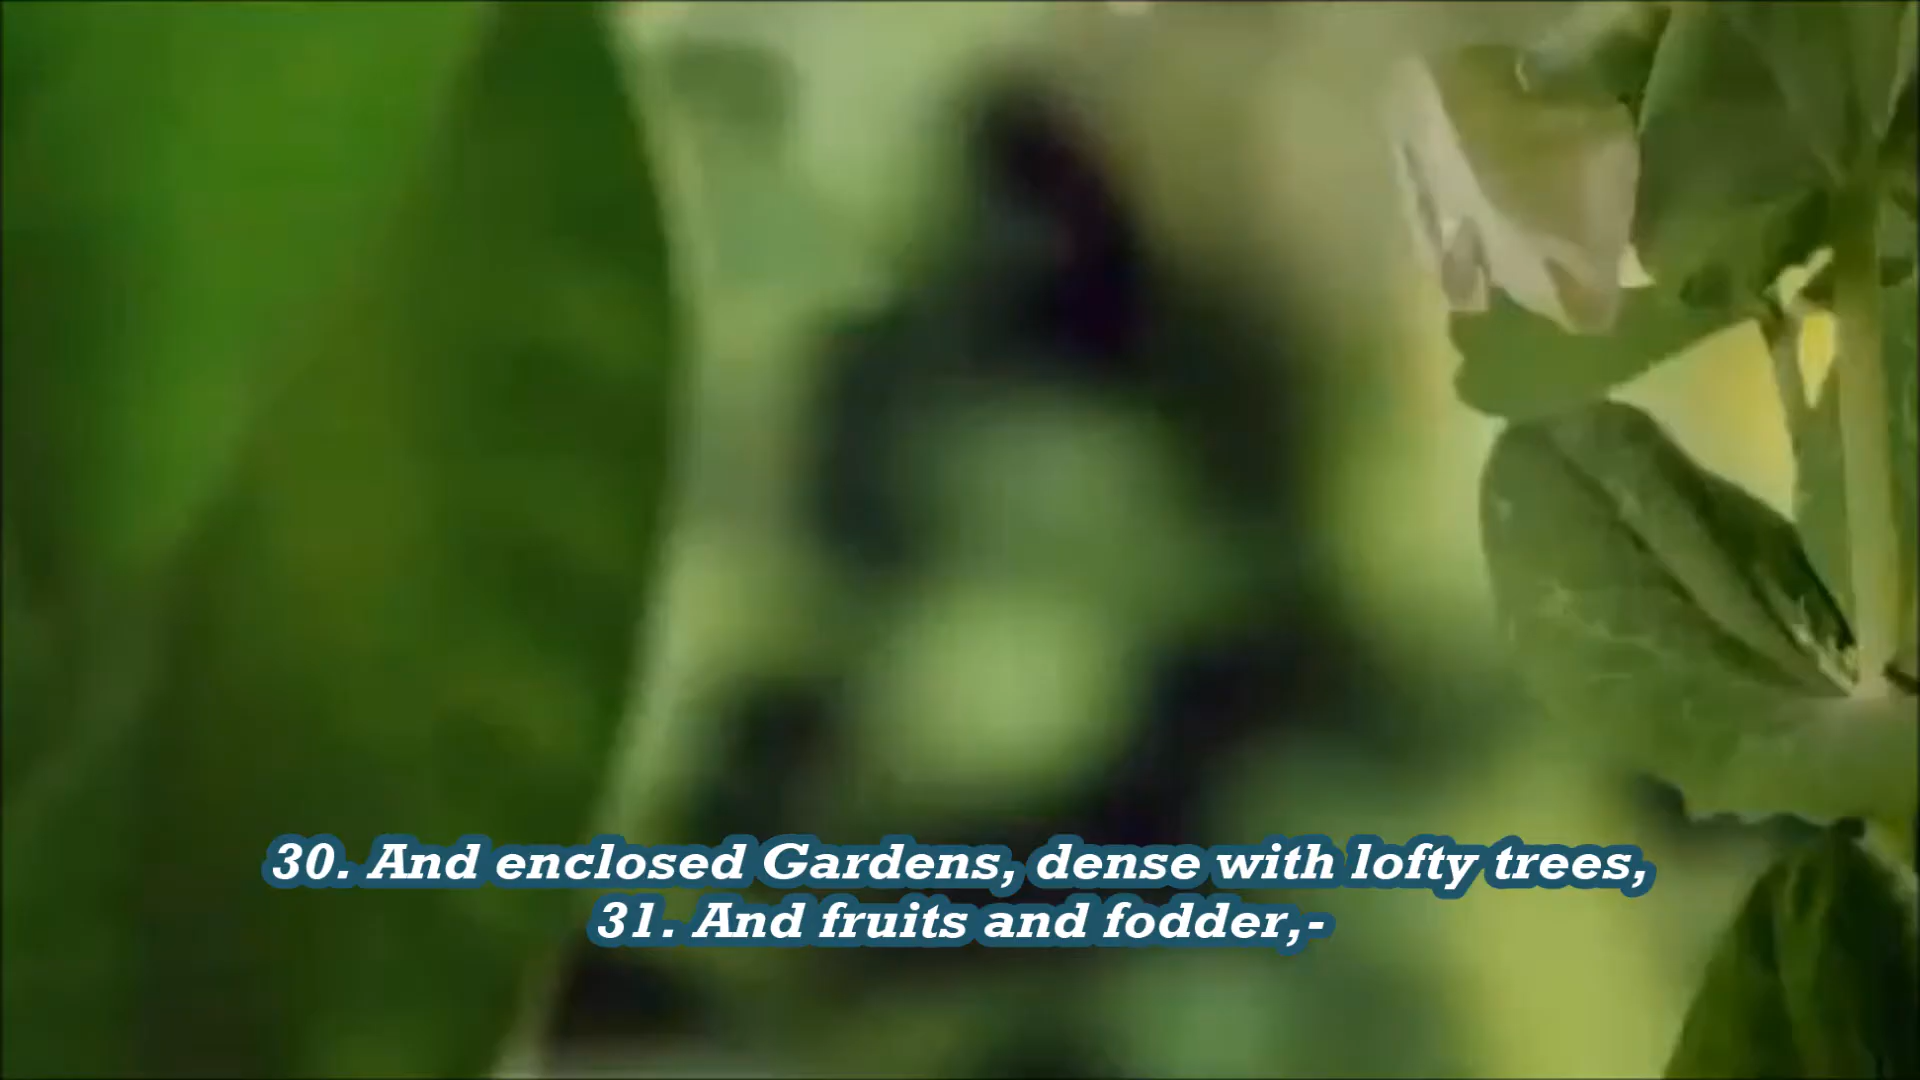 30. And enclosed Gardens, dense with lofty trees,
31. And fruits and fodder,-